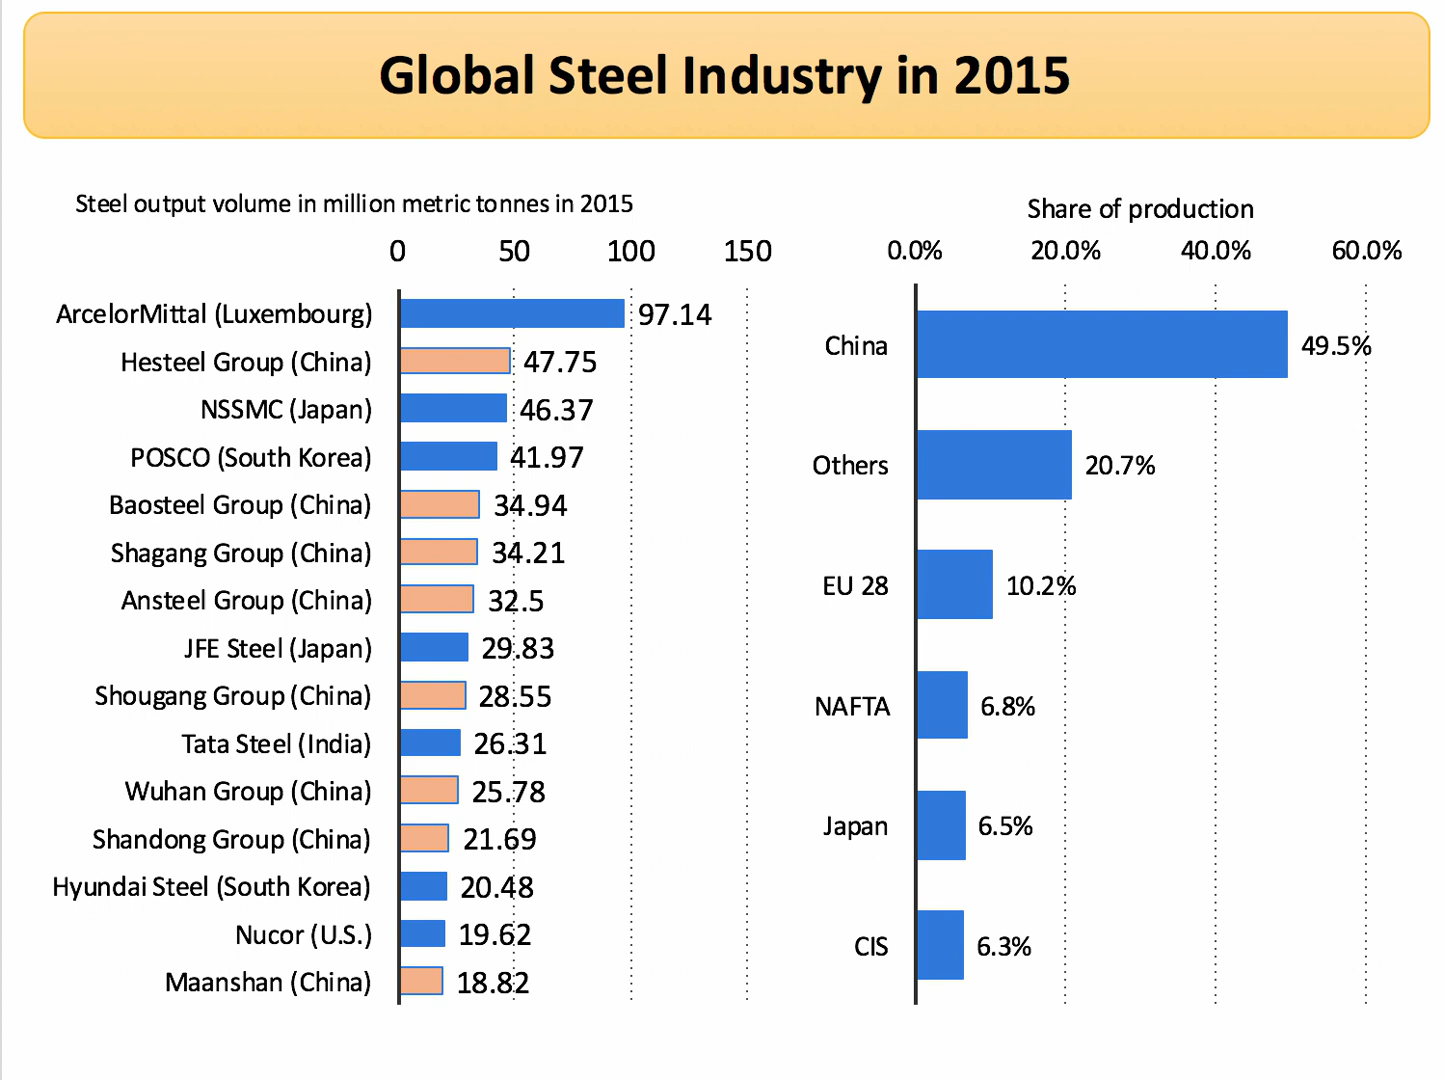 Global Steel Industry in 2015
Steel output volume in million metric tonnes in 2015
0 50 100 150
ArcelorMittal (Luxembourg) 97.14
Hesteel Group (China) 47.75
NSSMC (Japan) 46.37
POSCO (South Korea) 41.97
Baosteel Group (China) 34.94
Shagang Group (China) 34.21
Ansteel Group (China) 32.5
JFE Steel (Japan) 29.83
Shougang Group (China) 28.55
Tata Steel (India) 26.31
Wuhan Group (China) 25.78
Shandong Group (China) 21.69
Hyundai Steel (South Korea) 20.48
Nucor (U.S.) 19.62
Maanshan (China) 18.82
Share of production
0.0% 20.0% 40.0% 60.0%
China 49.5%
Others 20.7%
EU 28 10.2%
NAFTA 6.8%
Japan 6.5%
CIS 6.3%